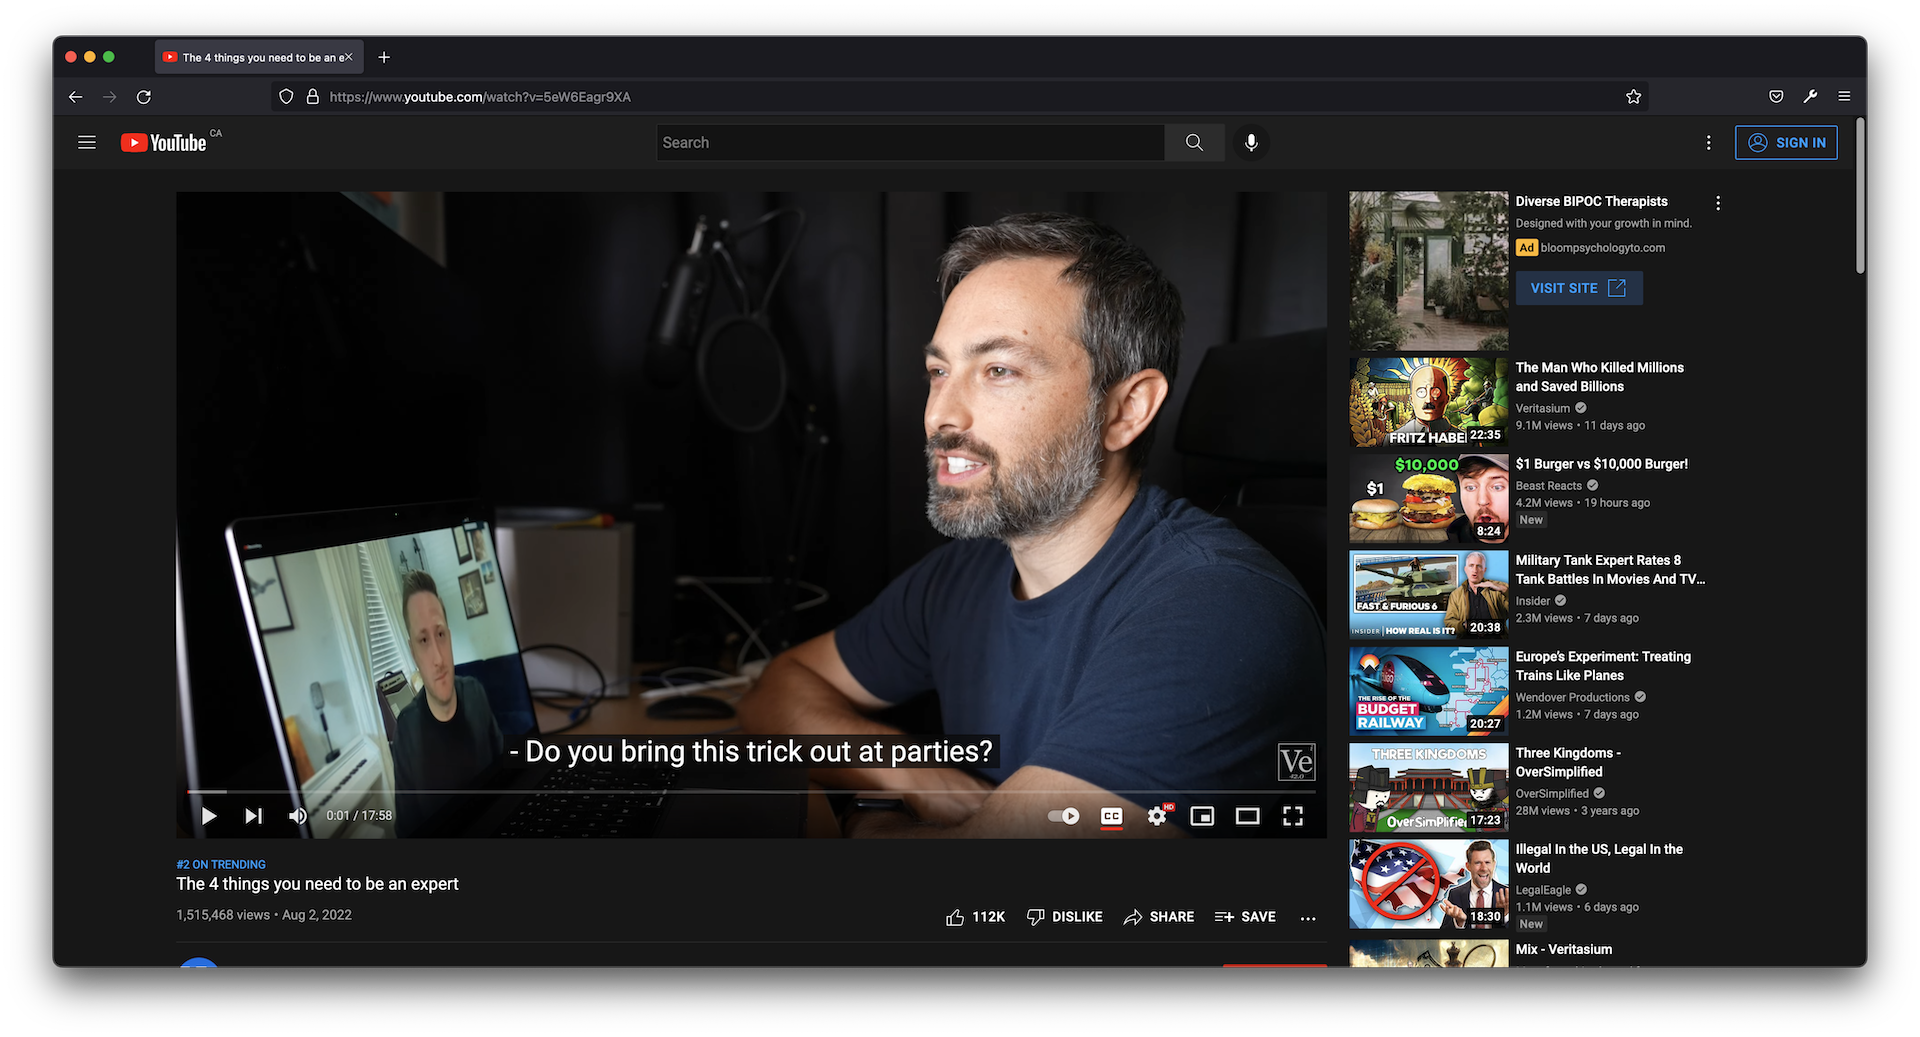 The 4 things you need to be an e
https://www.youtube.com/watch?v=5eW6Eagr9XA
YouTube CA
Search
SIGN IN
- Do you bring this trick out at parties?
Ve
42.0
0:01 / 17:58
CC
HD
#2 ON TRENDING
The 4 things you need to be an expert
1,515,468 views • Aug 2, 2022
112K
DISLIKE
SHARE
SAVE
Diverse BIPOC Therapists
Designed with your growth in mind.
Ad bloompsychologyto.com
VISIT SITE
FRITZ HABE
22:35
The Man Who Killed Millions
and Saved Billions
Veritasium
9.1M views • 11 days ago
$10,000
$1
8:24
$1 Burger vs $10,000 Burger!
Beast Reacts
4.2M views • 19 hours ago
New
FAST & FURIOUS 6
INSIDER | HOW REAL IS IT?
20:38
Military Tank Expert Rates 8
Tank Battles In Movies And TV...
Insider
2.3M views • 7 days ago
THE RISE OF THE
BUDGET
RAILWAY
20:27
Europe's Experiment: Treating
Trains Like Planes
Wendover Productions
1.2M views • 7 days ago
THREE KINGDOMS
OverSimplifie
17:23
Three Kingdoms -
OverSimplified
OverSimplified
28M views • 3 years ago
18:30
Illegal In the US, Legal In the
World
LegalEagle
1.1M views • 6 days ago
New
Mix - Veritasium